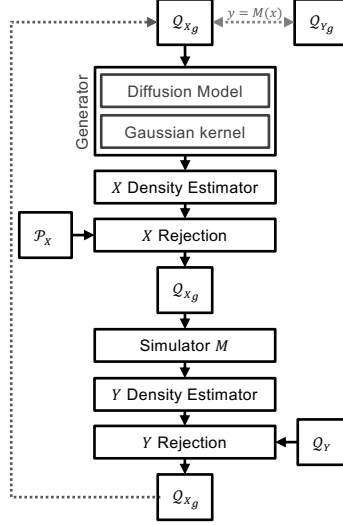 𝒬_{X_g}
y = M(x)
𝒬_{Y_g}
Generator
Diffusion Model
Gaussian kernel
X Density Estimator
𝒫_X
X Rejection
𝒬_{X_g}
Simulator M
Y Density Estimator
Y Rejection
𝒬_Y
𝒬_{X_g}